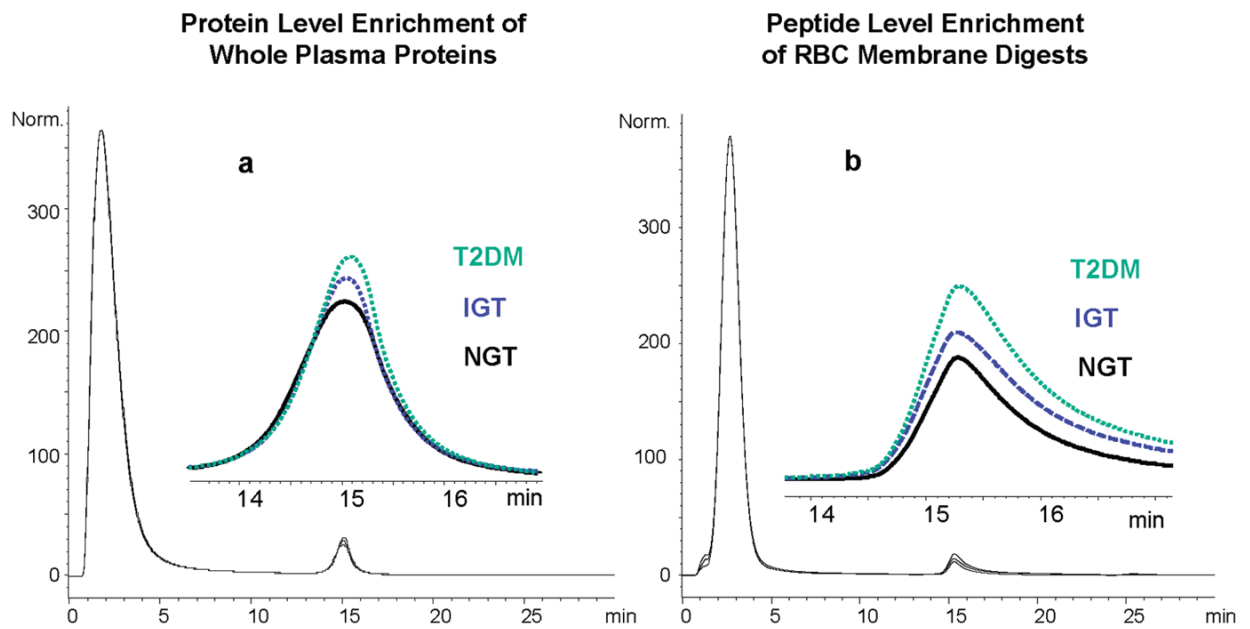 Protein Level Enrichment of
Whole Plasma Proteins
Norm.
a
300
200
100
0
T2DM
IGT
NGT
14
15
16
min
0
5
10
15
20
25
min
Peptide Level Enrichment
of RBC Membrane Digests
Norm.
b
300
200
100
0
T2DM
IGT
NGT
14
15
16
min
0
5
10
15
20
25
min